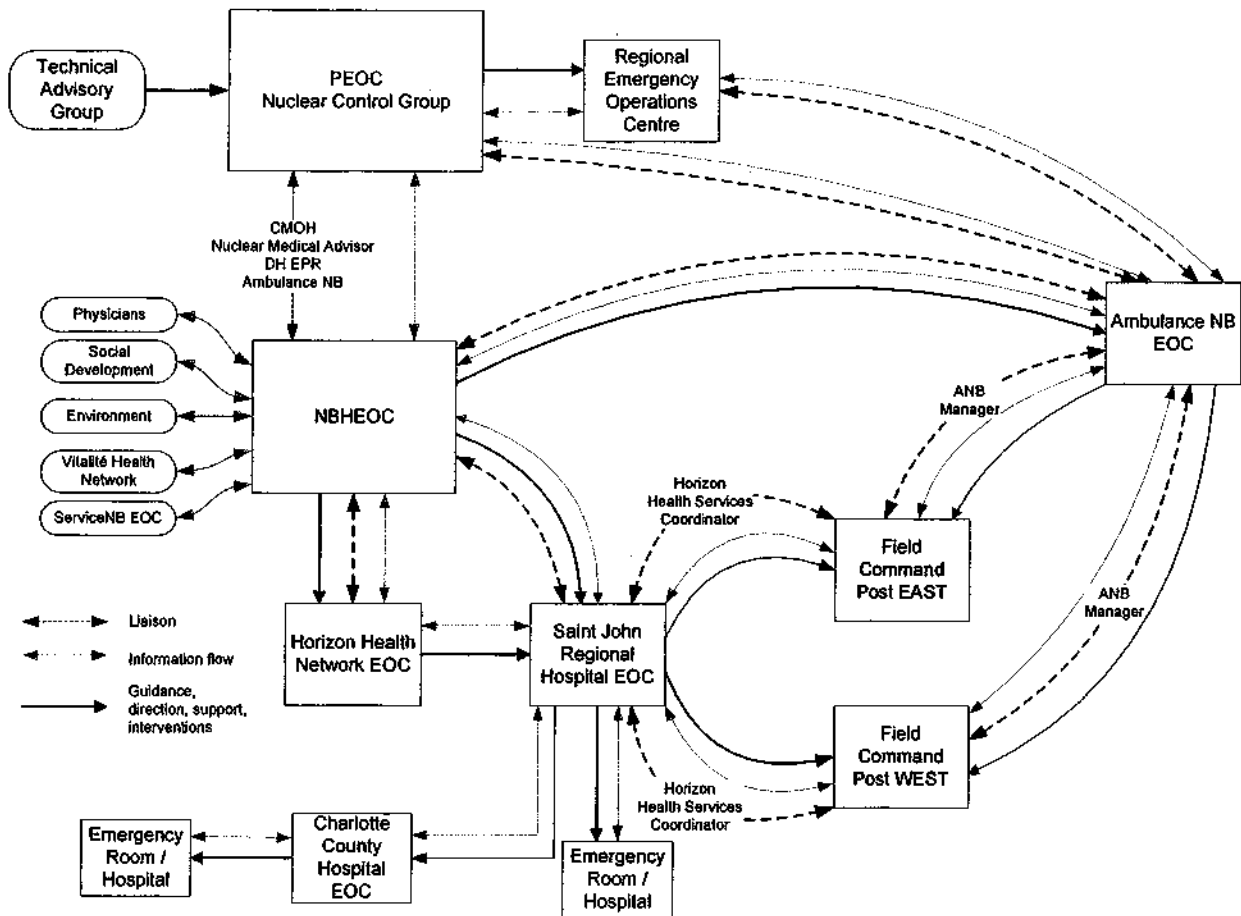 Technical
Advisory
Group
PEOC
Nuclear Control Group
Regional
Emergency
Operations
Centre
CMOH
Nuclear Medical Advisor
DH EPR
Ambulance NB
Physicians
Social
Development
Environment
Vitalité Health
Network
ServiceNB EOC
NBHEOC
Ambulance NB
EOC
ANB
Manager
Horizon
Health Services
Coordinator
Field
Command
Post EAST
ANB
Manager
Liaison
Information flow
Guidance,
direction, support,
interventions
Horizon Health
Network EOC
Saint John
Regional
Hospital EOC
Field
Command
Post WEST
Horizon
Health Services
Coordinator
Emergency
Room /
Hospital
Charlotte
County
Hospital
EOC
Emergency
Room /
Hospital